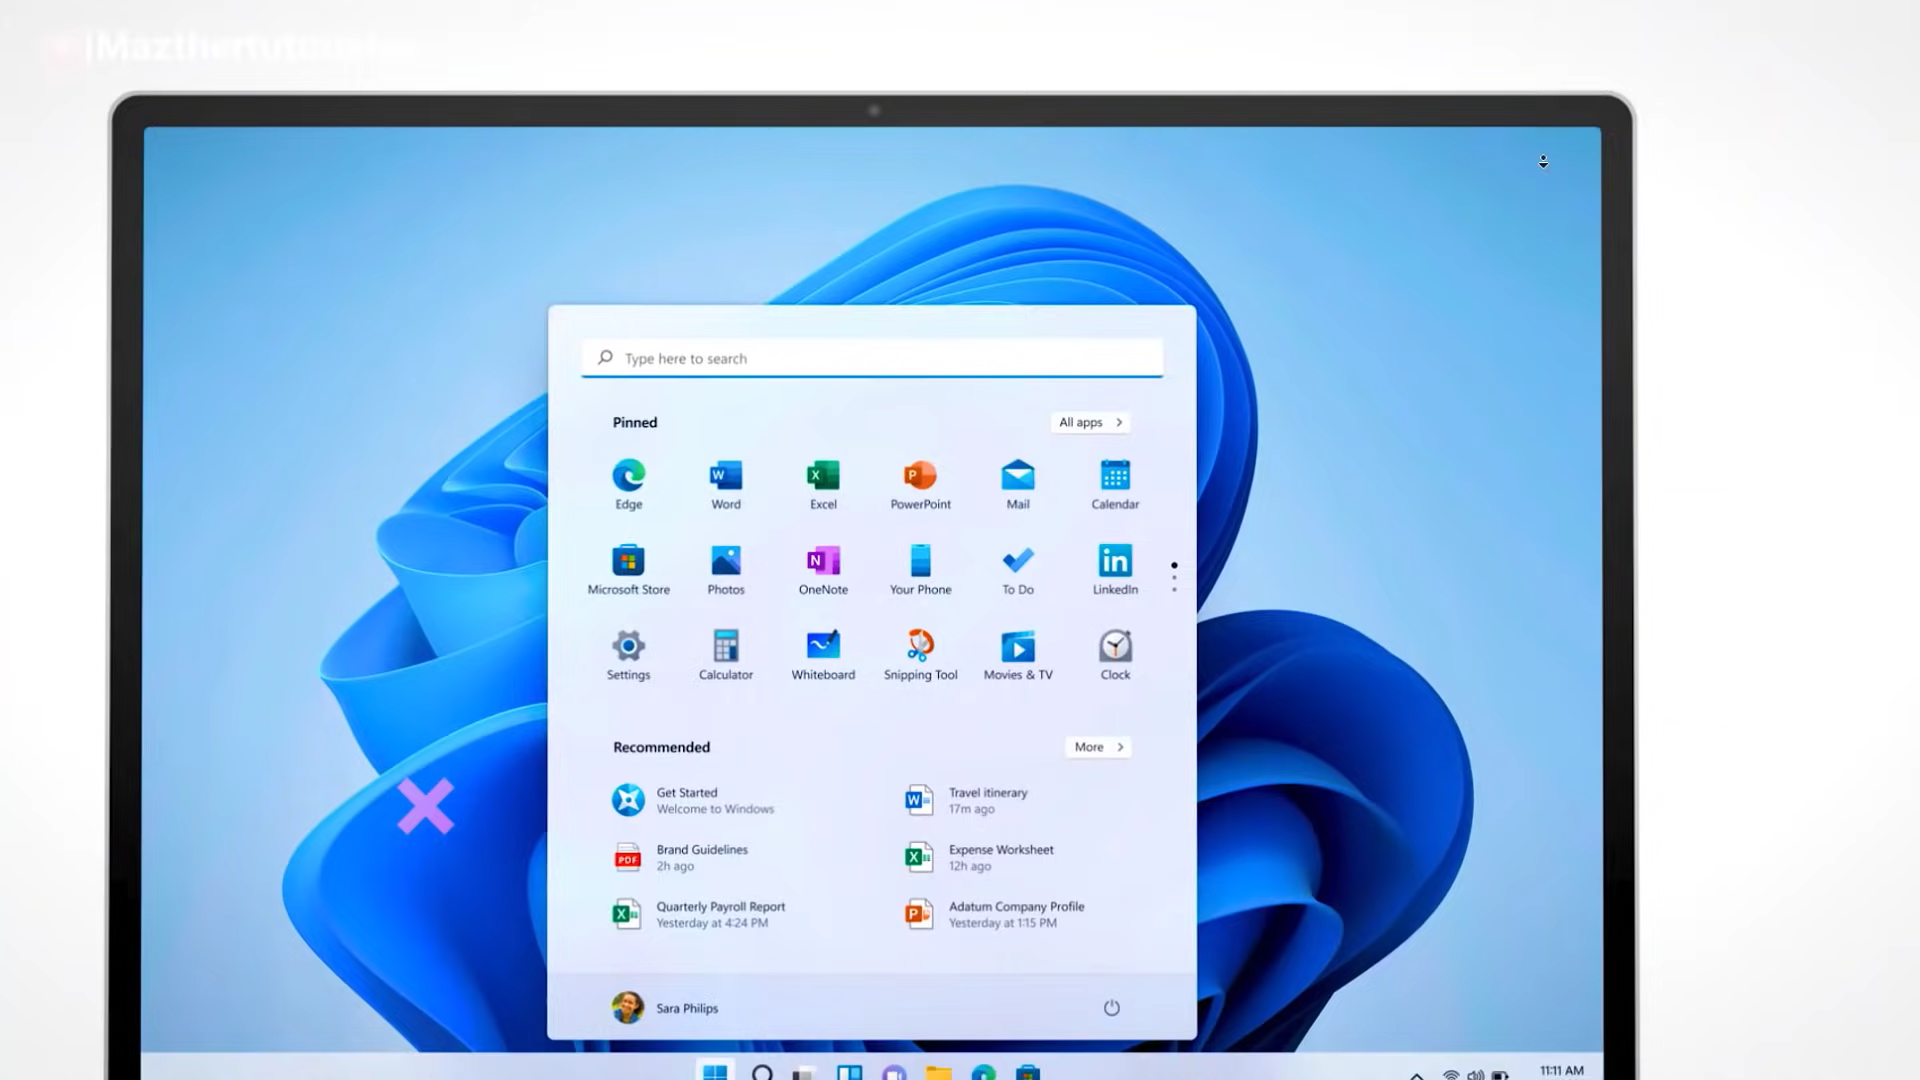 Type here to search
Pinned
All apps
Edge
Word
Excel
PowerPoint
Mail
Calendar
Microsoft Store
Photos
OneNote
Your Phone
To Do
LinkedIn
Settings
Calculator
Whiteboard
Snipping Tool
Movies & TV
Clock
Recommended
More
Get Started
Welcome to Windows
Travel itinerary
17m ago
Brand Guidelines
2h ago
Expense Worksheet
12h ago
Quarterly Payroll Report
Yesterday at 4:24 PM
Adatum Company Profile
Yesterday at 1:15 PM
Sara Philips
11:11 AM